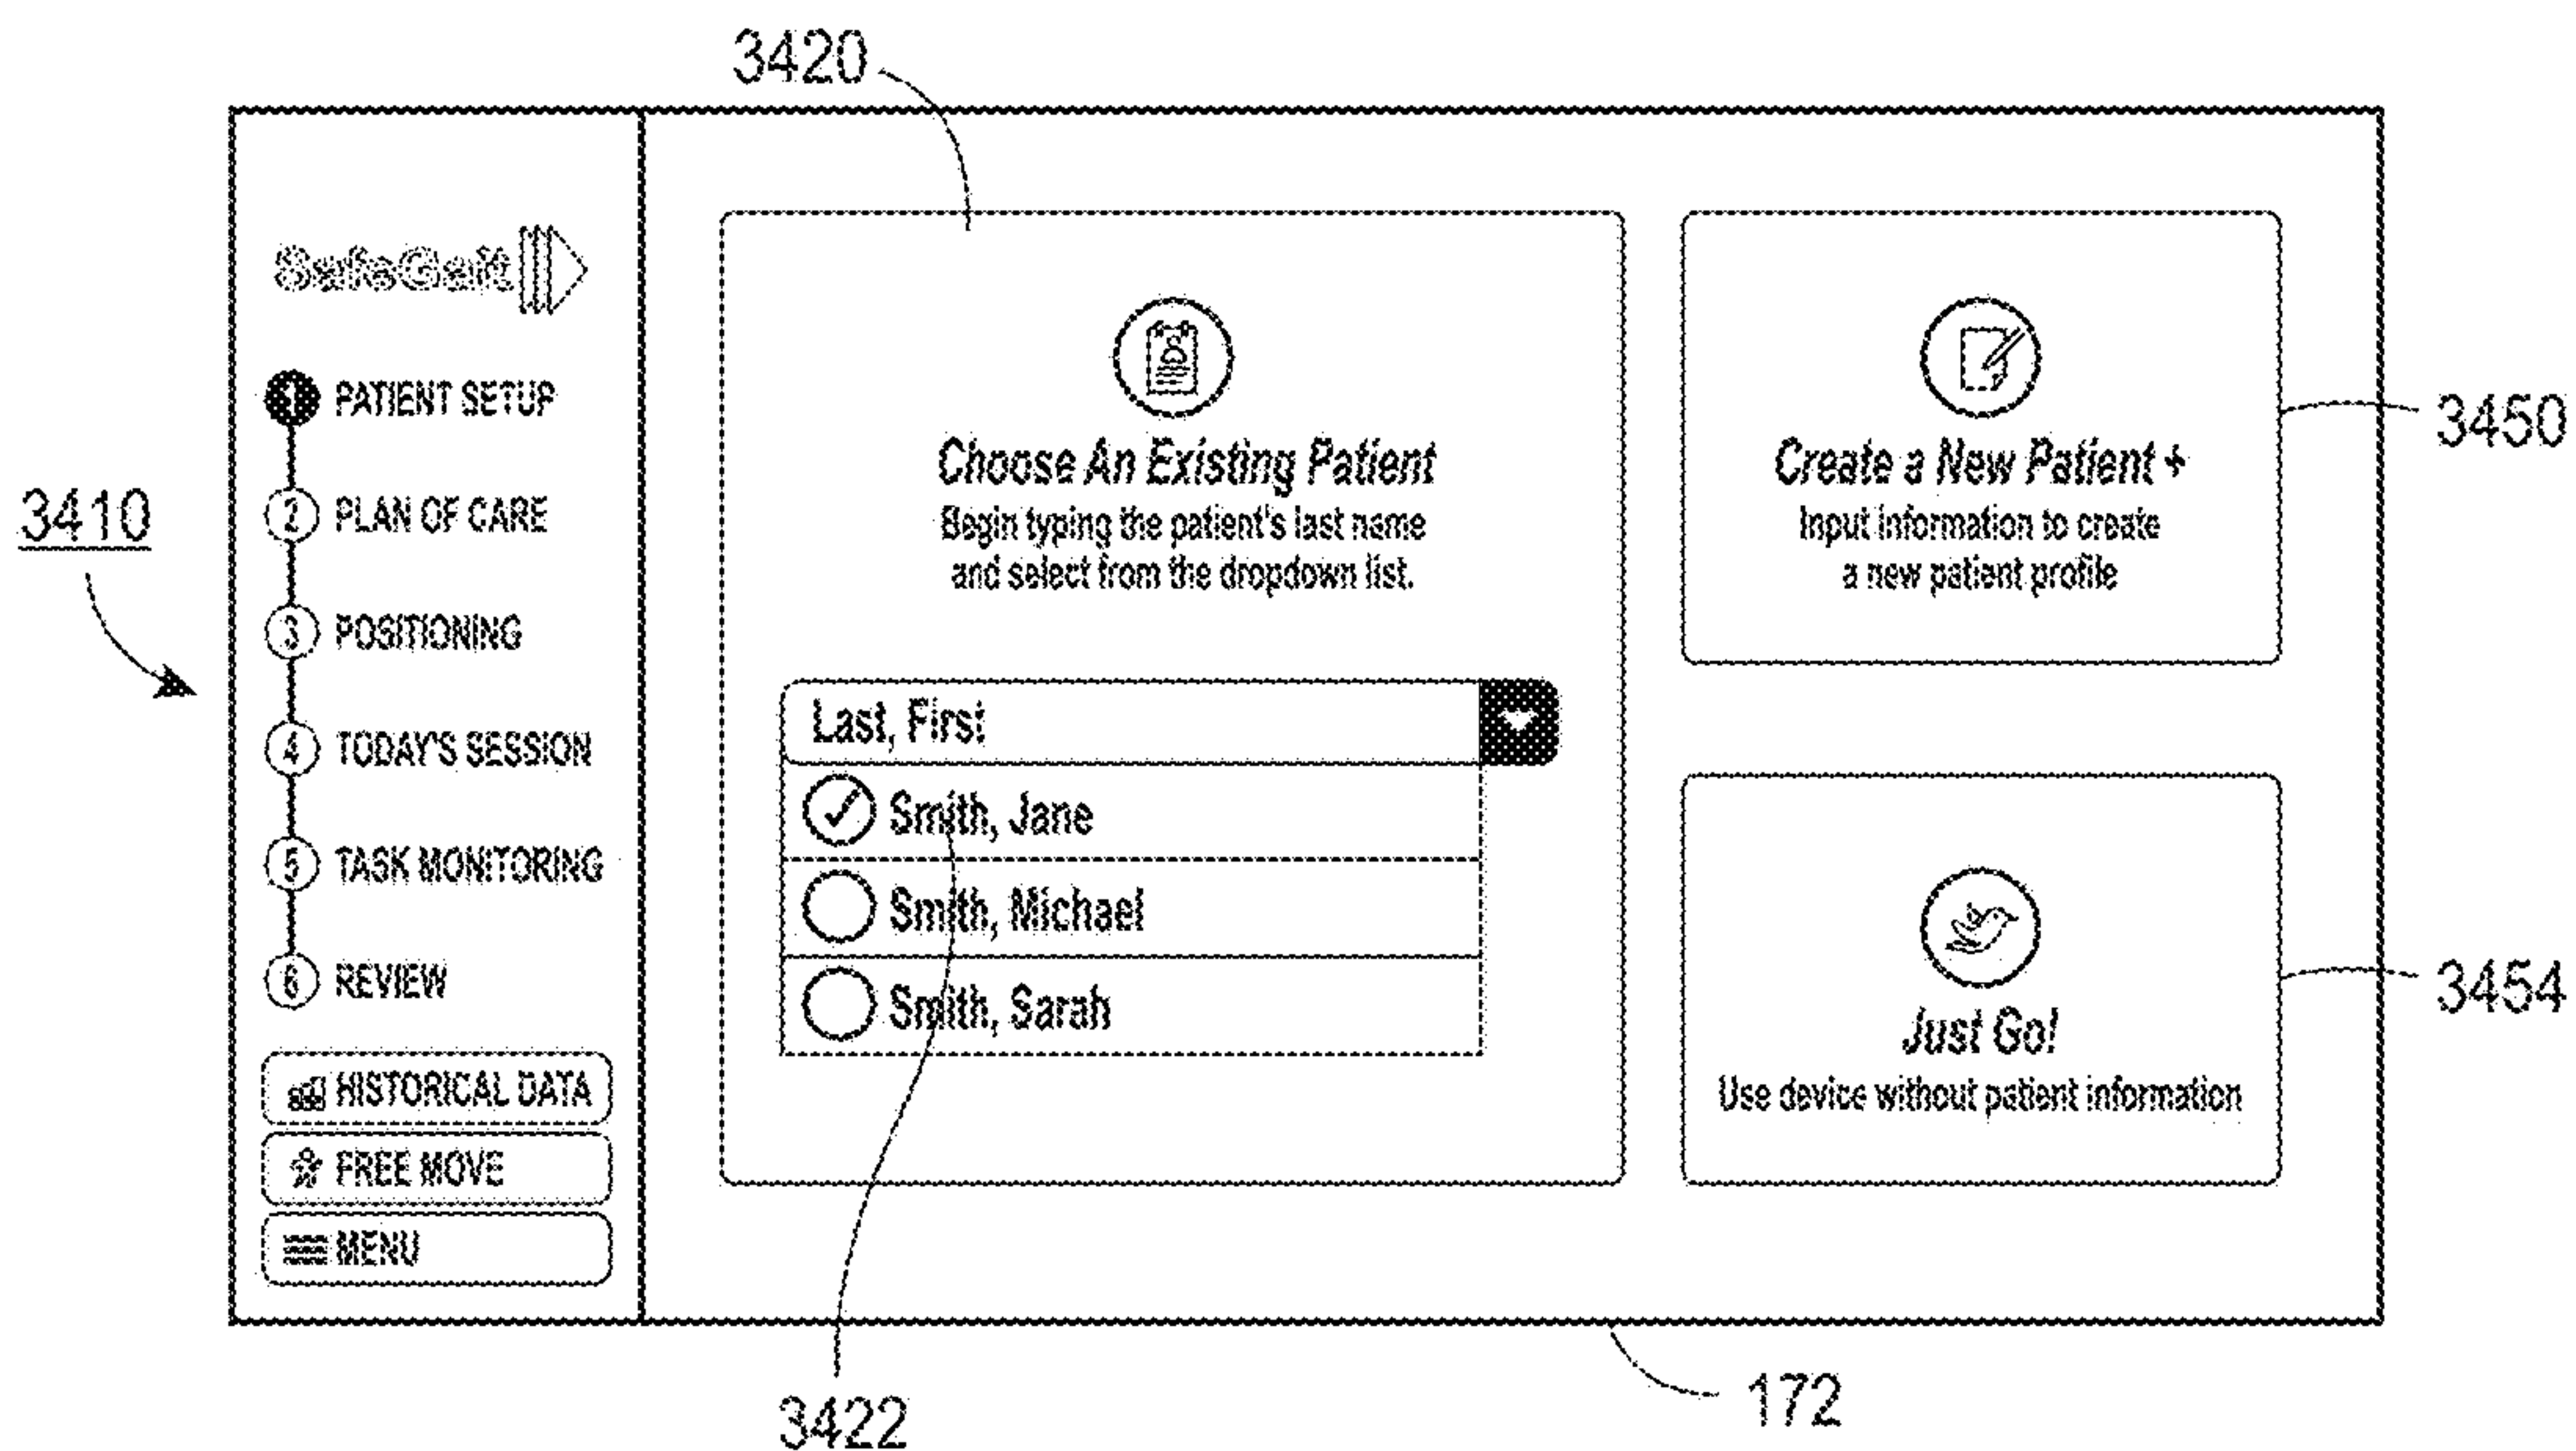 3420
SafeGait
1 PATIENT SETUP
2 PLAN OF CARE
3 POSITIONING
4 TODAY'S SESSION
5 TASK MONITORING
6 REVIEW
HISTORICAL DATA
FREE MOVE
MENU
3410
Choose An Existing Patient
Begin typing the patient's last name
and select from the dropdown list.
Last, First
Smith, Jane
Smith, Michael
Smith, Sarah
Create a New Patient +
Input information to create
a new patient profile
3450
Just Go!
Use device without patient information
3454
3422
172